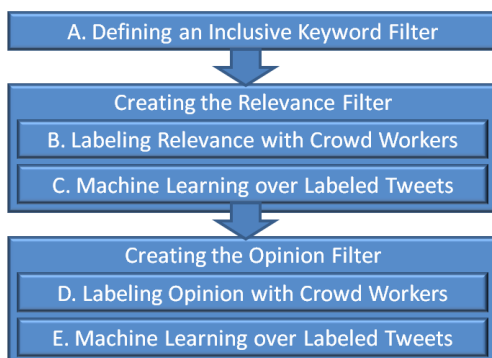 A. Defining an Inclusive Keyword Filter
Creating the Relevance Filter
B. Labeling Relevance with Crowd Workers
C. Machine Learning over Labeled Tweets
Creating the Opinion Filter
D. Labeling Opinion with Crowd Workers
E. Machine Learning over Labeled Tweets